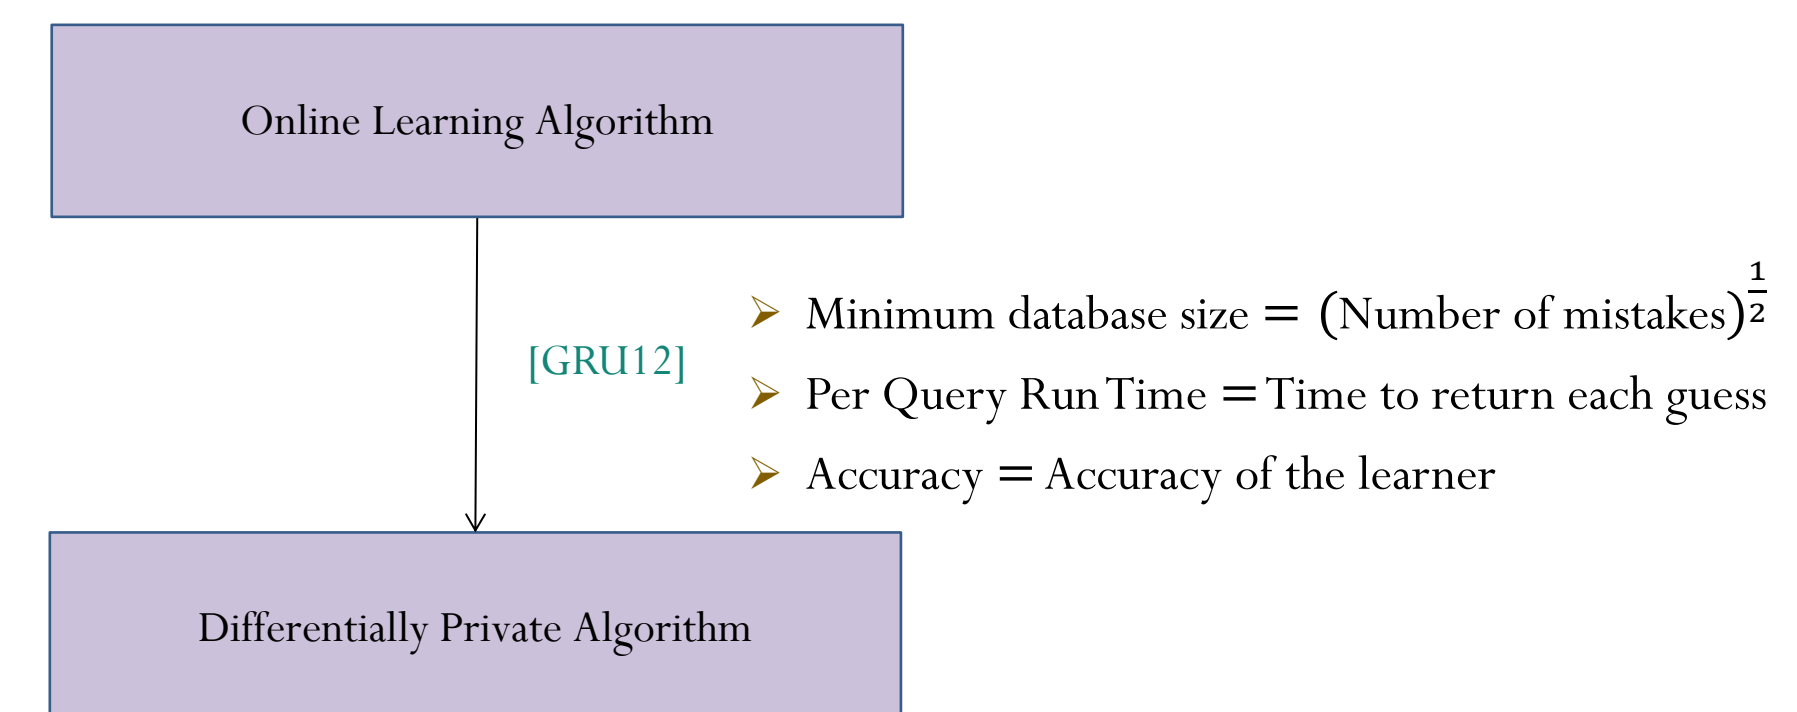 Online Learning Algorithm
[GRU12]
➢ Minimum database size = (Number of mistakes)^(1/2)
➢ Per Query Run Time = Time to return each guess
➢ Accuracy = Accuracy of the learner
Differentially Private Algorithm